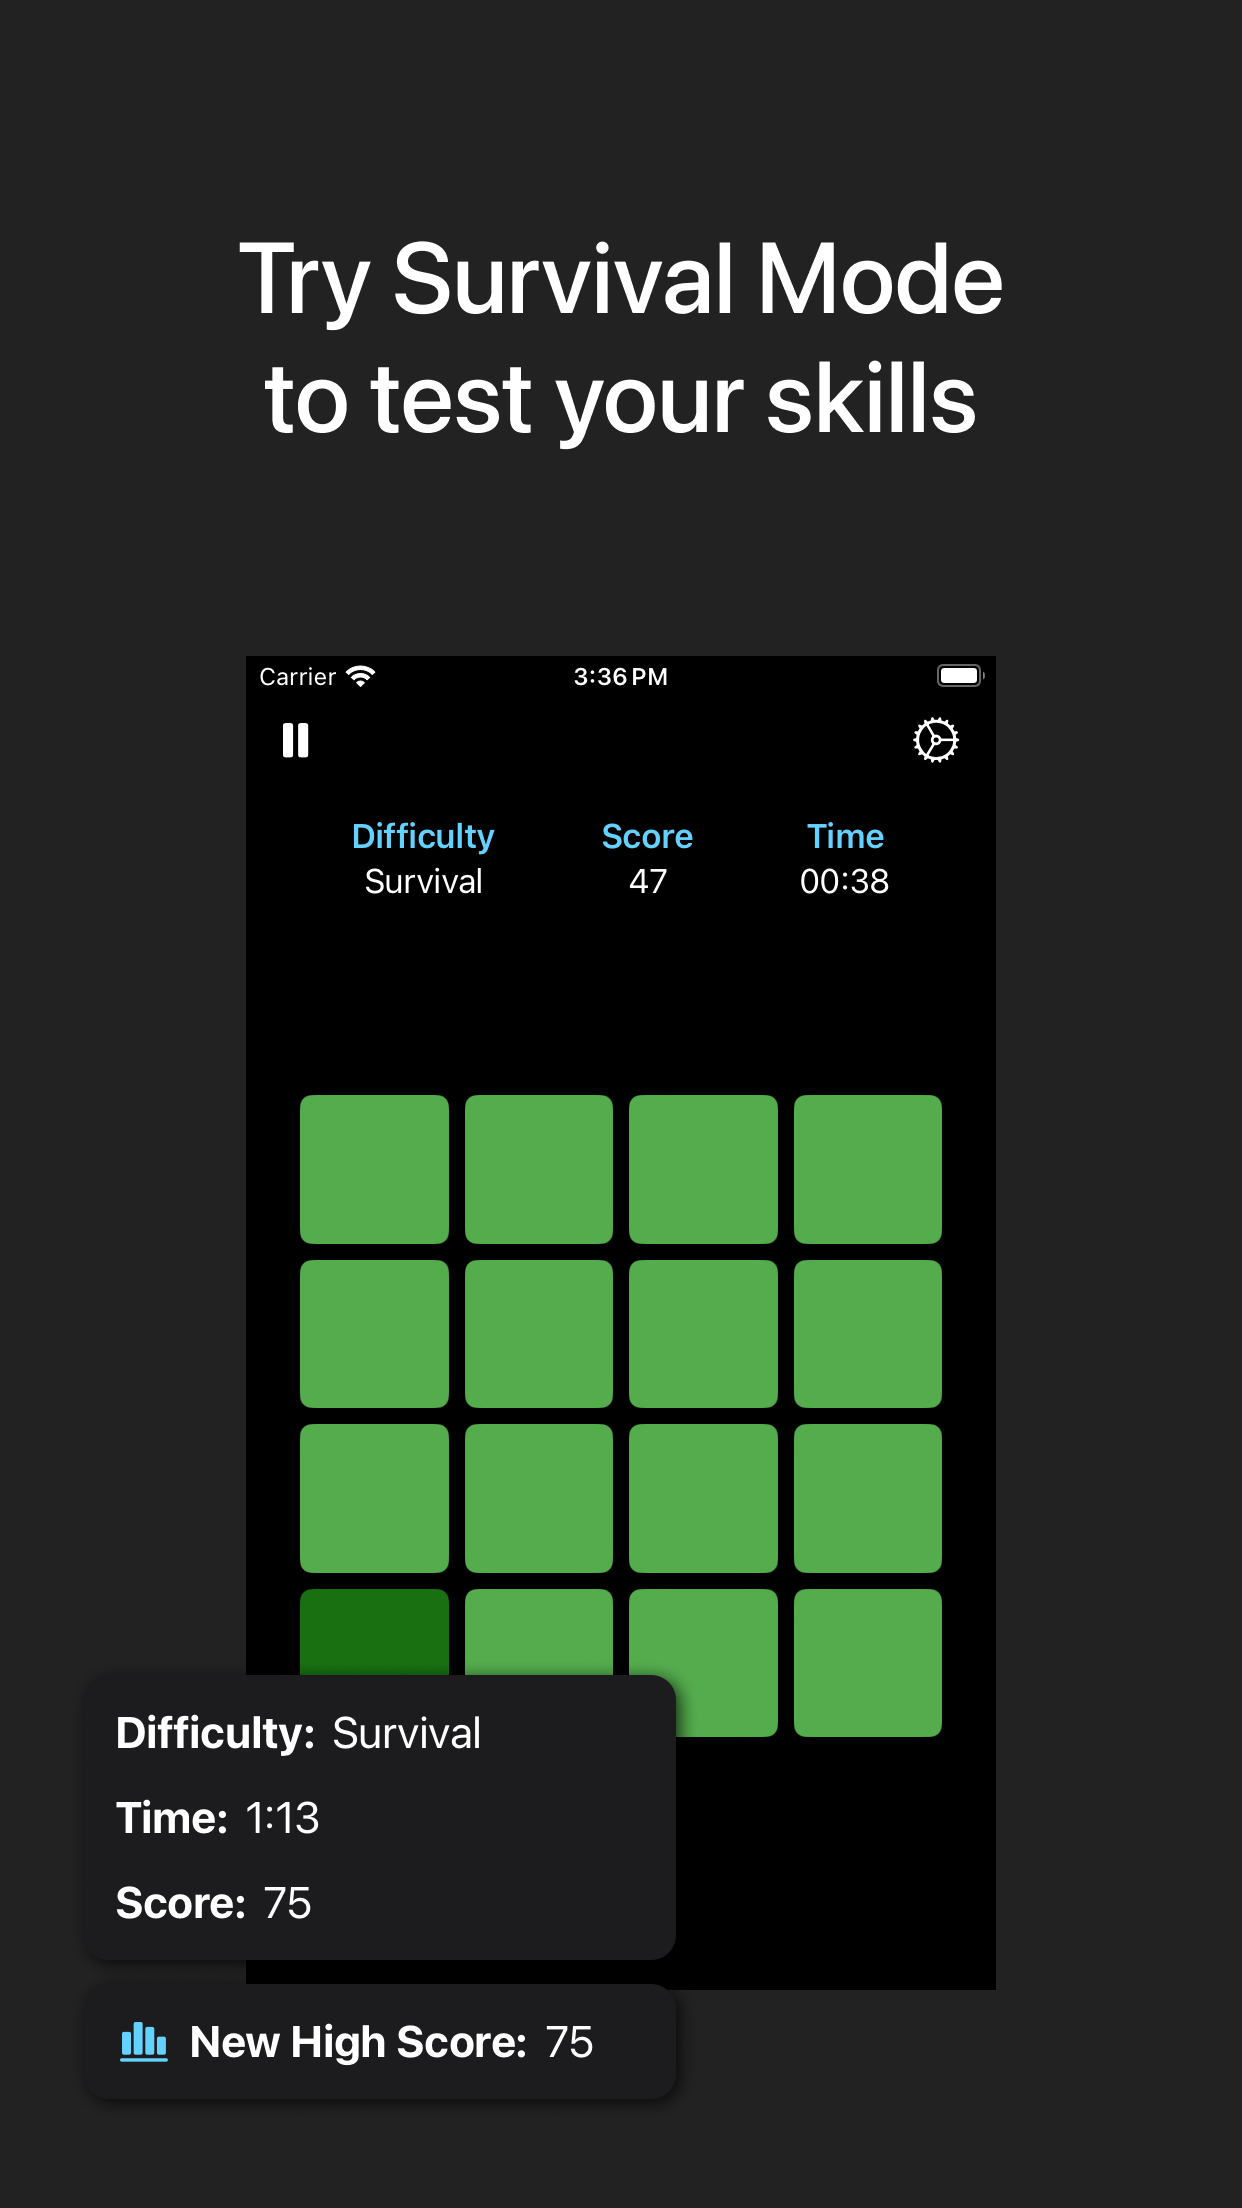 Try Survival Mode
to test your skills
Carrier 3:36 PM
Difficulty Score Time
Survival 47 00:38
Difficulty: Survival
Time: 1:13
Score: 75
New High Score: 75